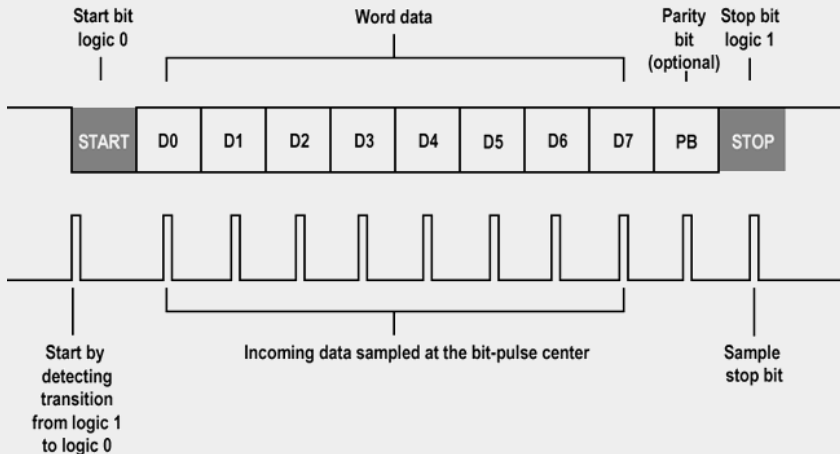 Start bit
logic 0
Word data
Parity
bit
(optional)
Stop bit
logic 1
START
D0
D1
D2
D3
D4
D5
D6
D7
PB
STOP
Start by
detecting
transition
from logic 1
to logic 0
Incoming data sampled at the bit-pulse center
Sample
stop bit